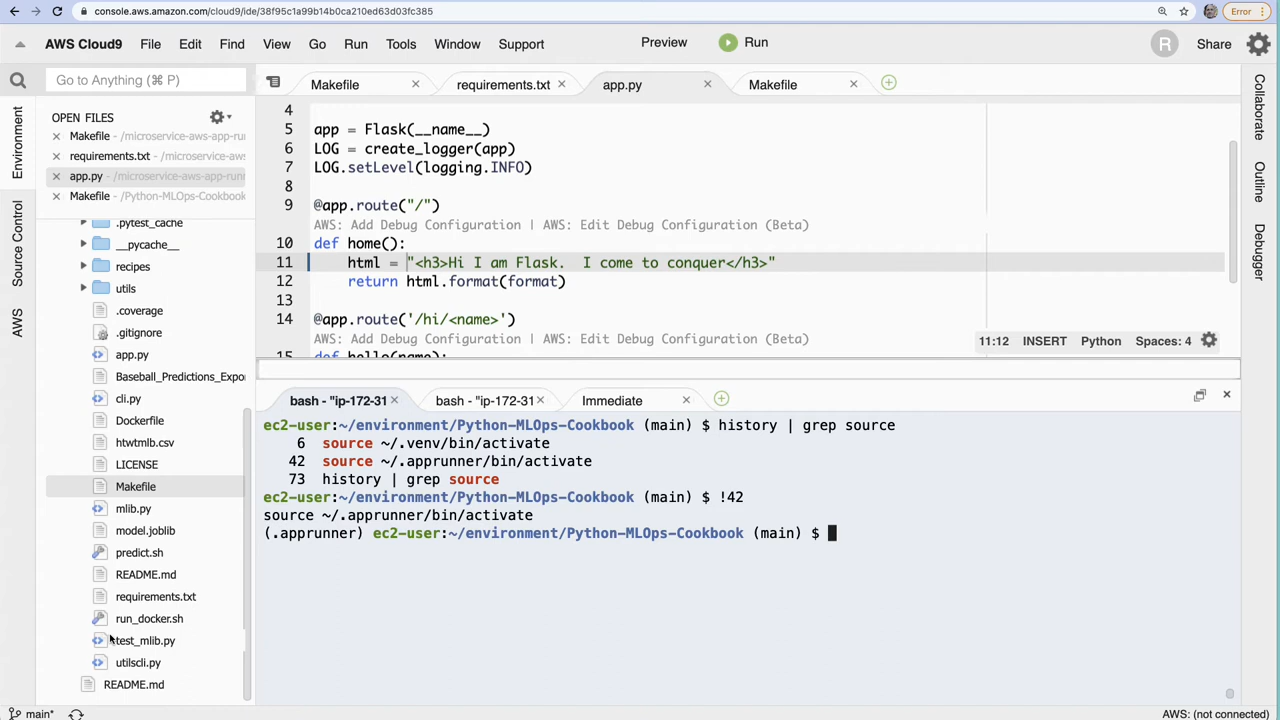 console.aws.amazon.com/cloud9/ide/38f95c1a99b14b0ca210ed63d03fc385
Error
AWS Cloud9 File Edit Find View Go Run Tools Window Support Preview Run R Share
Go to Anything (⌘ P)
Makefile requirements.txt app.py Makefile
OPEN FILES
Makefile - /microservice-aws-app-run
requirements.txt - /microservice-aws
app.py - /microservice-aws-app-runn
Makefile - /Python-MLOps-Cookbook
.pytest_cache
__pycache__
recipes
utils
.coverage
.gitignore
app.py
Baseball_Predictions_Expo
cli.py
Dockerfile
htwtmlb.csv
LICENSE
Makefile
mlib.py
model.joblib
predict.sh
README.md
requirements.txt
run_docker.sh
test_mlib.py
utilscli.py
README.md
Environment
Source Control
AWS
4
5 app = Flask(__name__)
6 LOG = create_logger(app)
7 LOG.setLevel(logging.INFO)
8
9 @app.route("/")
AWS: Add Debug Configuration | AWS: Edit Debug Configuration (Beta)
10 def home():
11 html = "<h3>Hi I am Flask.  I come to conquer</h3>"
12 return html.format(format)
13
14 @app.route('/hi/<name>')
AWS: Add Debug Configuration | AWS: Edit Debug Configuration (Beta)
15 def hello(name):
11:12 INSERT Python Spaces: 4
bash - "ip-172-31 bash - "ip-172-31 Immediate
ec2-user:~/environment/Python-MLOps-Cookbook (main) $ history | grep source
6 source ~/.venv/bin/activate
42 source ~/.apprunner/bin/activate
73 history | grep source
ec2-user:~/environment/Python-MLOps-Cookbook (main) $ !42
source ~/.apprunner/bin/activate
(.apprunner) ec2-user:~/environment/Python-MLOps-Cookbook (main) $
Collaborate
Outline
Debugger
main*
AWS: (not connected)